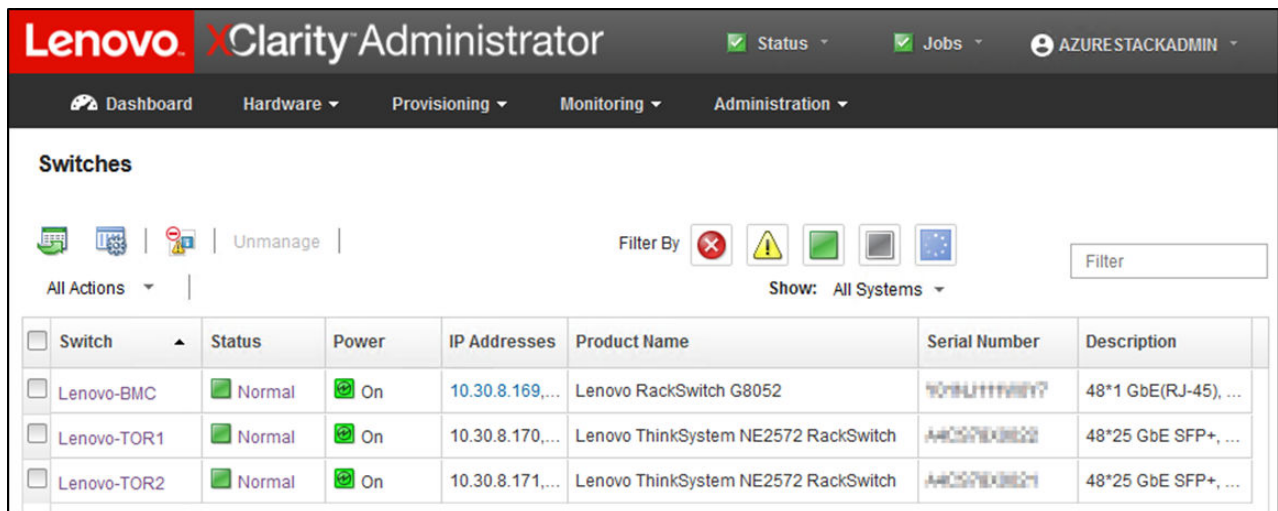 Lenovo. XClarity Administrator Status Jobs AZURESTACKADMIN
Dashboard Hardware Provisioning Monitoring Administration
Switches
Unmanage Filter By Filter
All Actions Show: All Systems
Switch Status Power IP Addresses Product Name Serial Number Description
Lenovo-BMC Normal On 10.30.8.169,... Lenovo RackSwitch G8052 48*1 GbE(RJ-45), ...
Lenovo-TOR1 Normal On 10.30.8.170,... Lenovo ThinkSystem NE2572 RackSwitch 48*25 GbE SFP+, ...
Lenovo-TOR2 Normal On 10.30.8.171,... Lenovo ThinkSystem NE2572 RackSwitch 48*25 GbE SFP+, ...